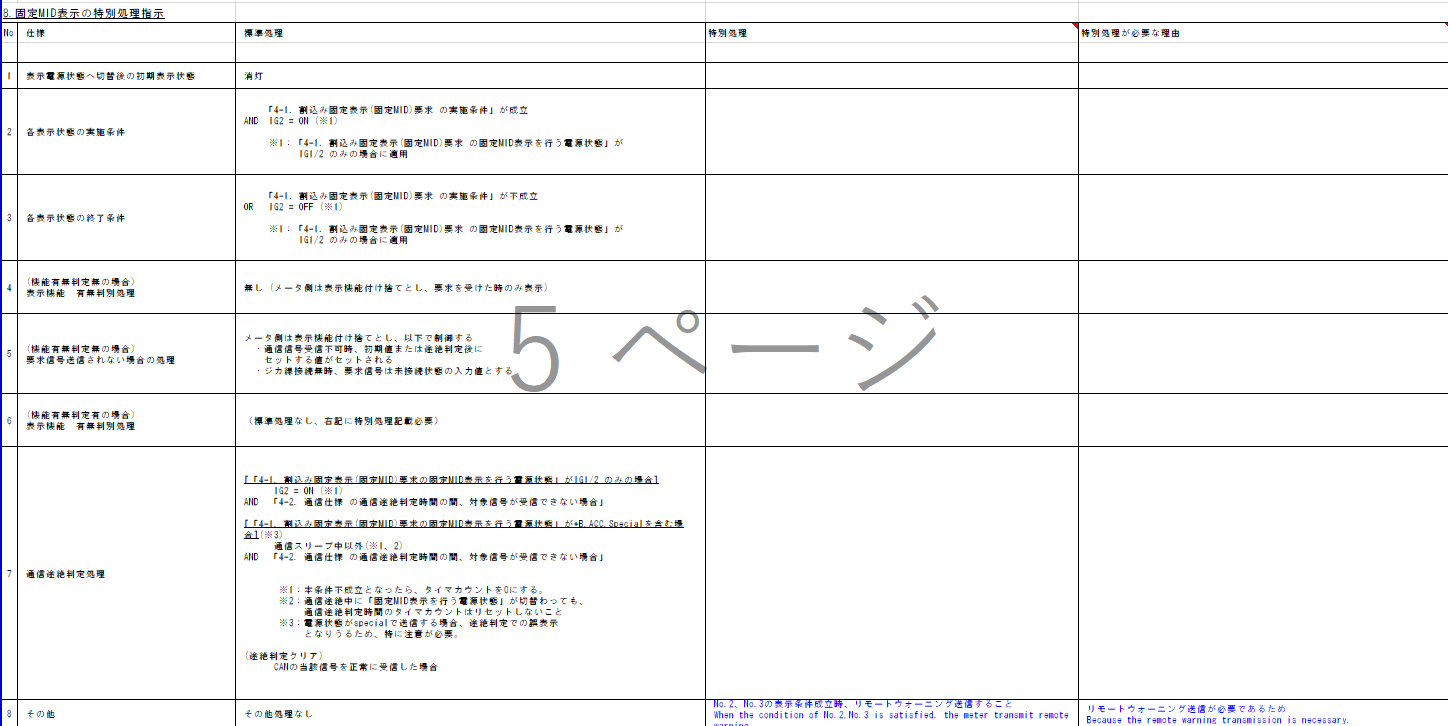 8.固定MID表示の特別処理指示
No 仕様 標準処理 特別処理 特別処理が必要な理由
1 表示電源状態へ切替後の初期表示状態 消灯
2 各表示状態の実施条件
「4-1. 割込み固定表示(固定MID)要求 の実施条件」が成立
AND IG2 = ON (※1)
※1:「4-1. 割込み固定表示(固定MID)要求 の固定MID表示を行う電源状態」が
IG1/2 のみの場合に適用
3 各表示状態の終了条件
「4-1. 割込み固定表示(固定MID)要求 の実施条件」が不成立
OR IG2 = OFF (※1)
※1:「4-1. 割込み固定表示(固定MID)要求 の固定MID表示を行う電源状態」が
IG1/2 のみの場合に適用
4 (機能有無判定無の場合)
表示機能 有無判別処理
無し (メータ側は表示機能付け捨てとし、要求を受けた時のみ表示)
5 (機能有無判定無の場合)
要求信号送信されない場合の処理
メータ側は表示機能付け捨てとし、以下で制御する
・通信信号受信不可時、初期値または途絶判定後に
セットする値がセットされる
・ジカ線接続無時、要求信号は未接続状態の入力値とする
5 ページ
6 (機能有無判定有の場合)
表示機能 有無判別処理
(標準処理なし、右記に特別処理記載必要)
7 通信途絶判定処理
[「4-1. 割込み固定表示(固定MID)要求の固定MID表示を行う電源状態」がIG1/2 のみの場合]
IG2 = ON (※1)
AND 「4-2. 通信仕様 の通信途絶判定時間の間、対象信号が受信できない場合」
[「4-1. 割込み固定表示(固定MID)要求の固定MID表示を行う電源状態」が+B,ACC,Specialを含む場
合](※3)
通信スリープ中以外(※1、2)
AND 「4-2. 通信仕様 の通信途絶判定時間の間、対象信号が受信できない場合」
※1:本条件不成立となったら、タイマカウントを0にする。
※2:通信途絶中に「固定MID表示を行う電源状態」が切替わっても、
通信途絶判定時間のタイマカウントはリセットしないこと
※3:電源状態がspecialで送信する場合、途絶判定での誤表示
となりうるため、特に注意が必要。
(途絶判定クリア)
CANの当該信号を正常に受信した場合
8 その他 その他処理なし
No.2、No.3の表示条件成立時、リモートウォーニング送信すること
When the condition of No.2,No.3 is satisfied, the meter transmit remote
warning
リモートウォーニング送信が必要であるため
Because the remote warning transmission is necessary.